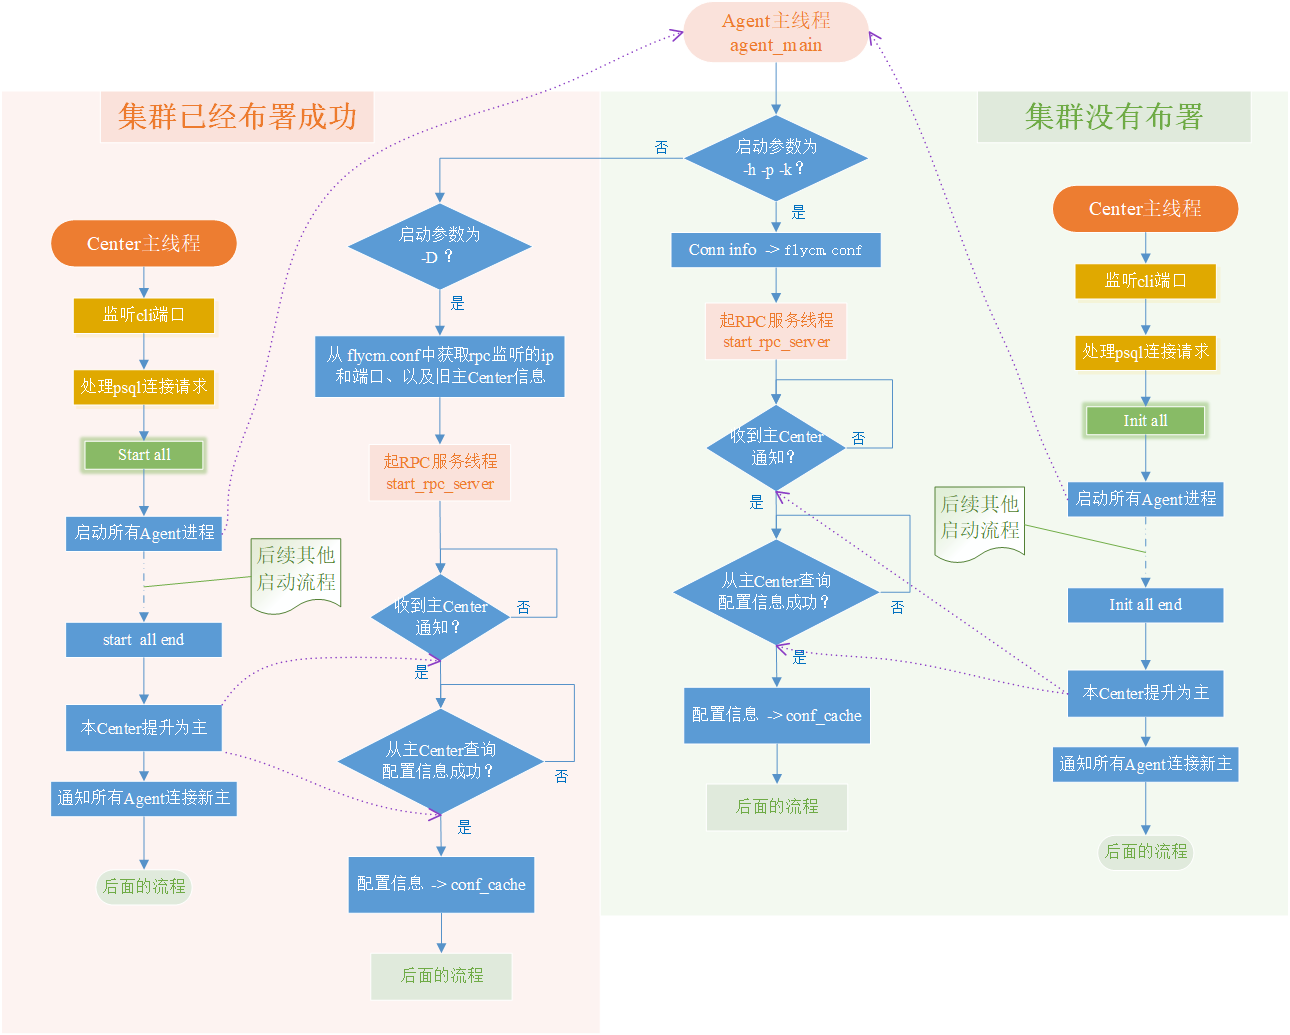 Agent主线程
agent_main
集群已经布署成功
集群没有布署
启动参数为
-h -p -k？
否
是
Center主线程
监听cli端口
处理psql连接请求
Start all
启动所有Agent进程
后续其他
启动流程
start all end
本Center提升为主
通知所有Agent连接新主
后面的流程
启动参数为
-D？
是
从 flycm.conf中获取rpc监听的ip
和端口、以及旧主Center信息
起RPC服务线程
start_rpc_server
收到主Center
通知？
否
是
从主Center查询
配置信息成功？
否
是
配置信息 -> conf_cache
后面的流程
Conn info -> flycm.conf
起RPC服务线程
start_rpc_server
收到主Center
通知？
否
是
从主Center查询
配置信息成功？
否
是
配置信息 -> conf_cache
后面的流程
Center主线程
监听cli端口
处理psql连接请求
Init all
启动所有Agent进程
后续其他
启动流程
Init all end
本Center提升为主
通知所有Agent连接新主
后面的流程